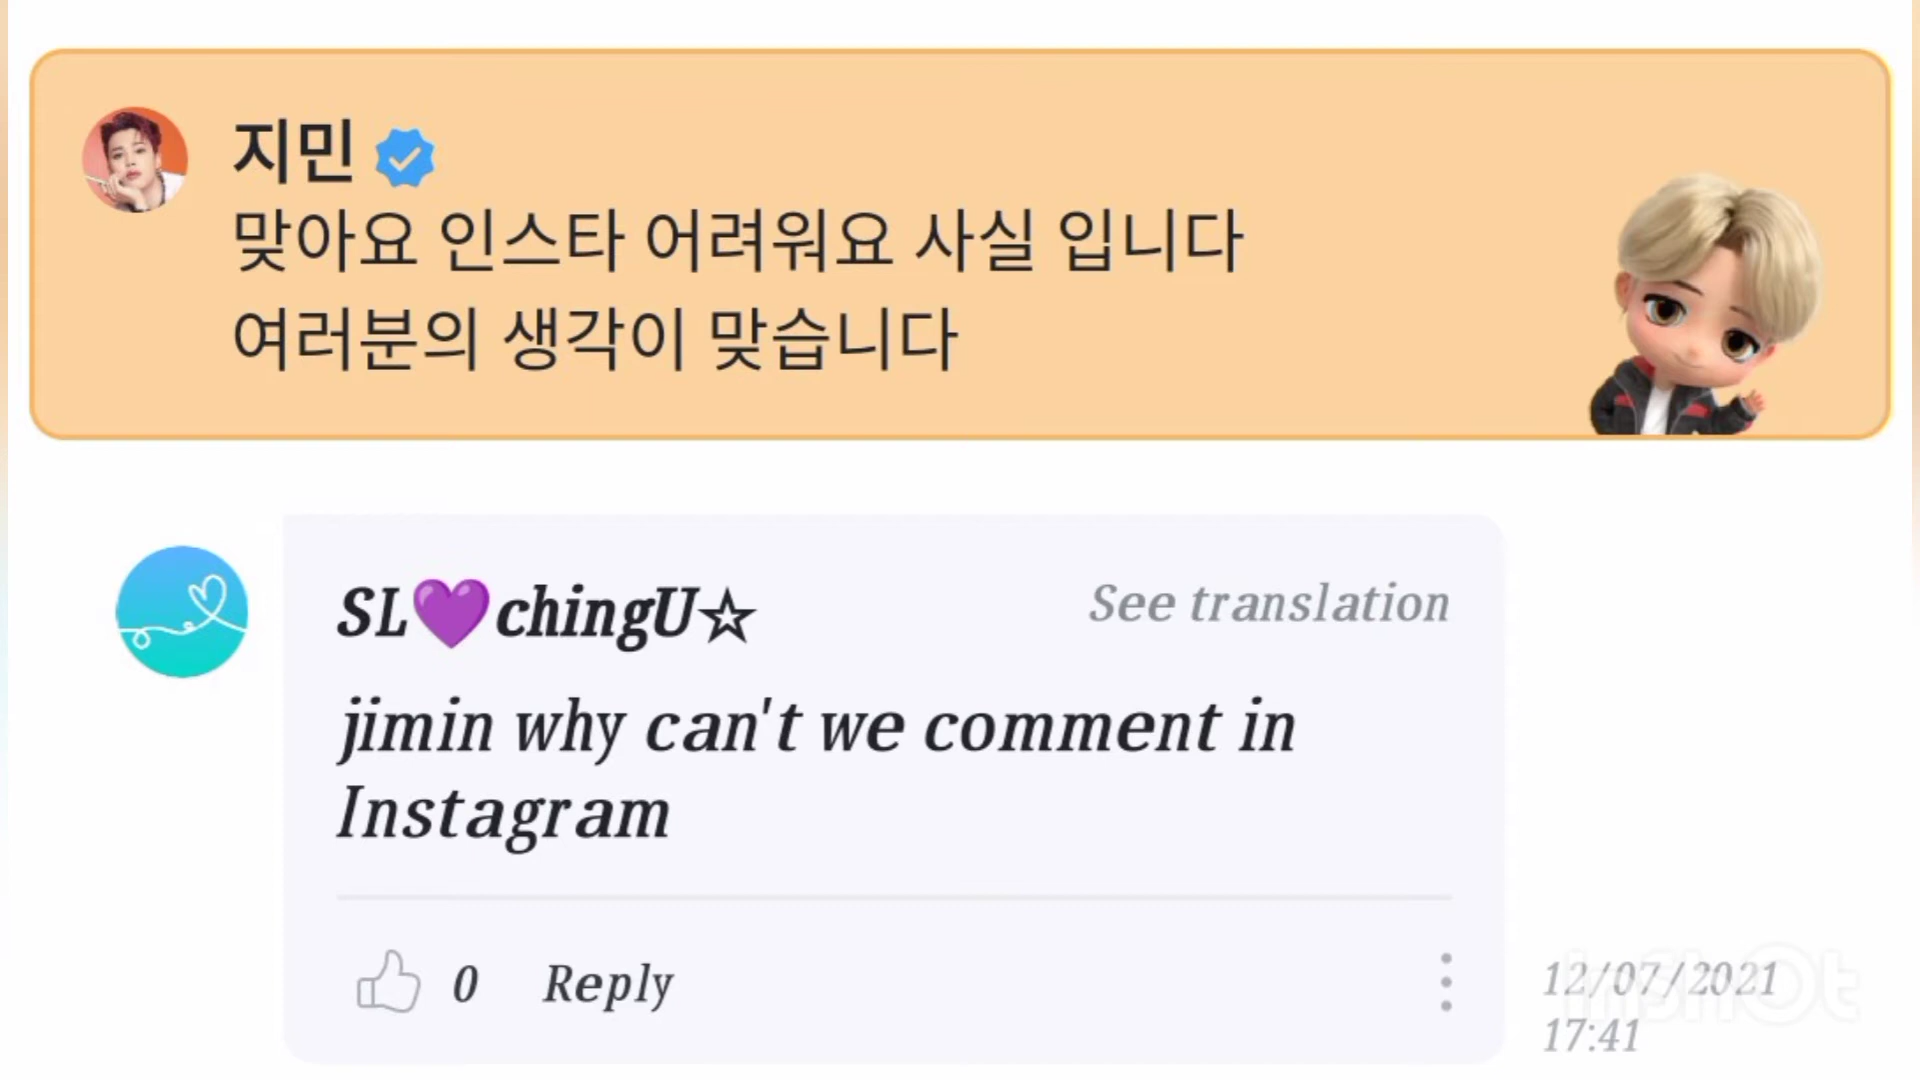 지민
맞아요 인스타 어려워요 사실 입니다
여러분의 생각이 맞습니다
SL💜chingU☆
See translation
jimin why can't we comment in
Instagram
0 Reply
12/07/2021
17:41
InShOt